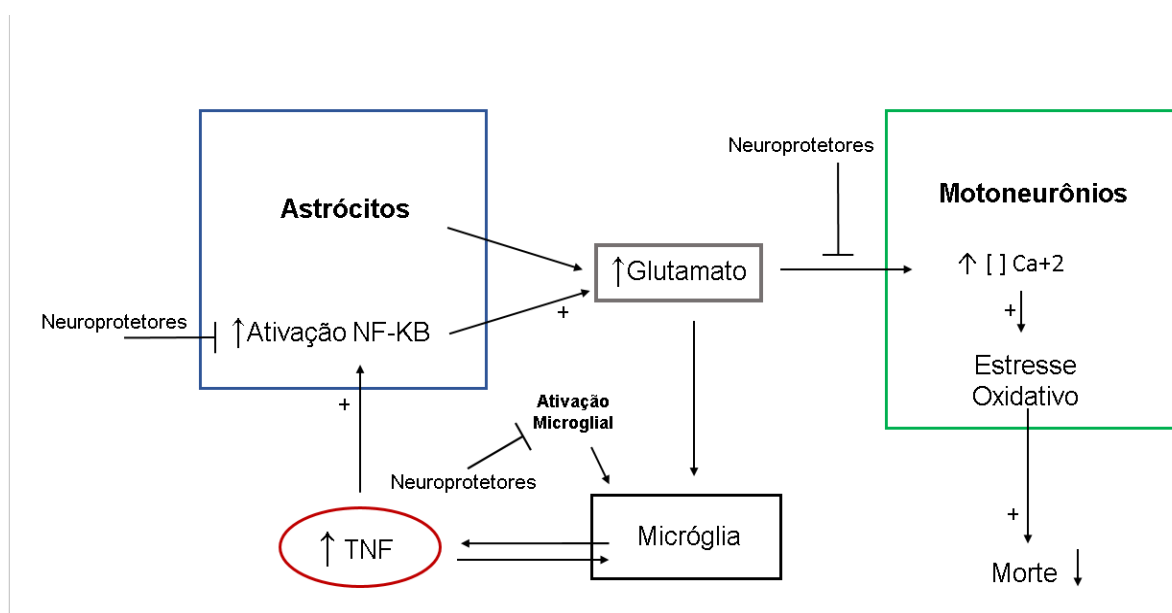 Neuroprotetores
Astrócitos
Motoneurônios
↑Glutamato
↑ [ ] Ca+2
Neuroprotetores
↑Ativação NF-KB
+
+
Estresse
Oxidativo
+
Ativação
Microglial
Neuroprotetores
↑ TNF
Micróglia
+
Morte ↓